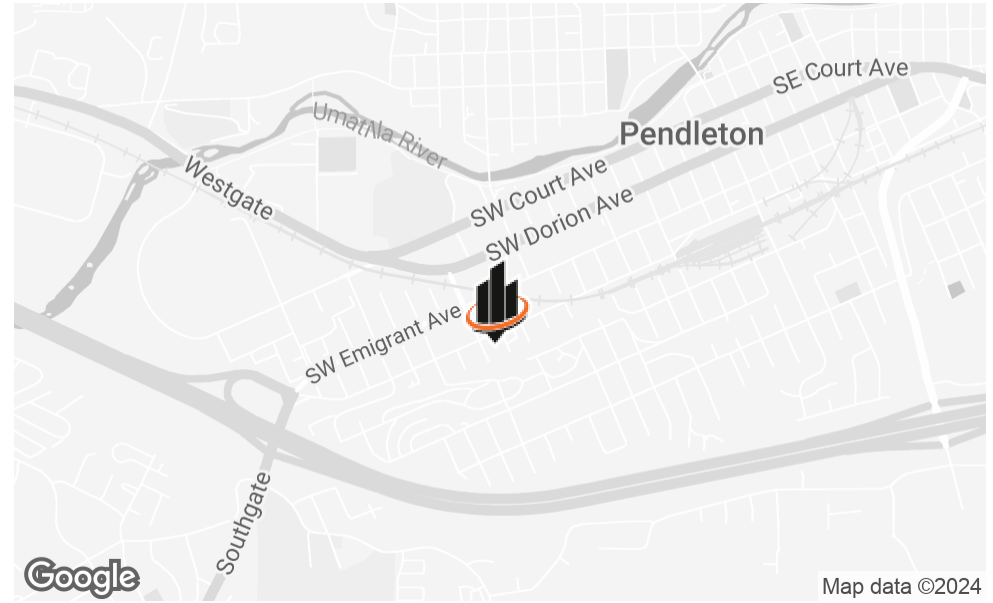 SE Court Ave
Umatilla River
Pendleton
Westgate
SW Court Ave
SW Dorion Ave
SW Emigrant Ave
Southgate
Google
Map data ©2024